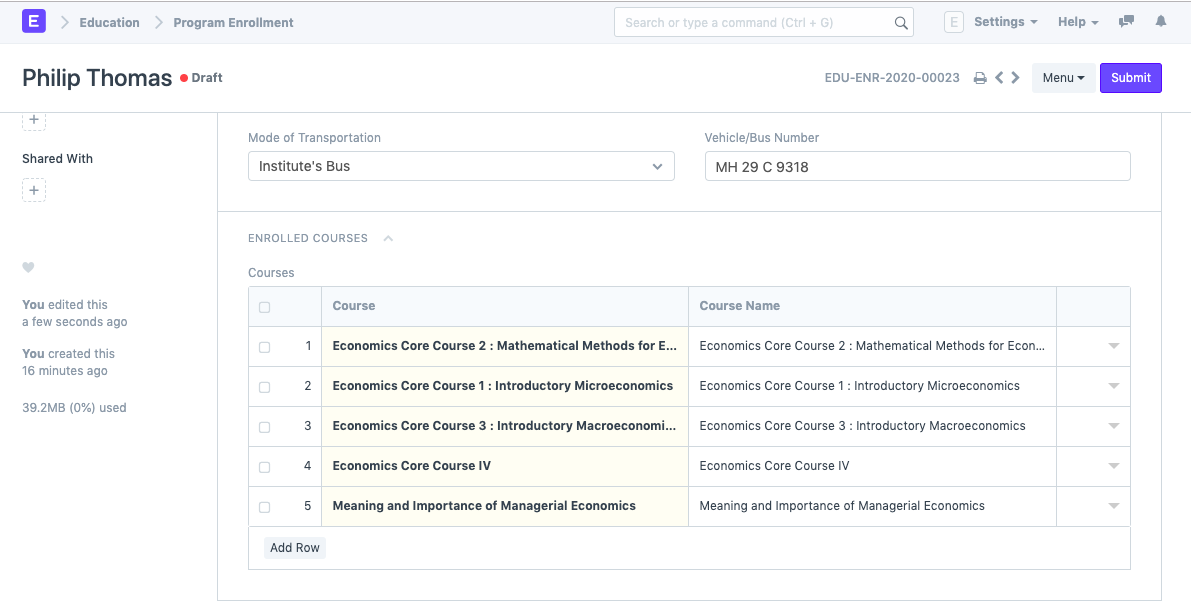 E Education Program Enrollment Search or type a command (Ctrl + G) E Settings Help
Philip Thomas Draft EDU-ENR-2020-00023 Menu Submit
+
Shared With
+
You edited this
a few seconds ago
You created this
16 minutes ago
39.2MB (0%) used
Mode of Transportation Vehicle/Bus Number
Institute's Bus MH 29 C 9318
ENROLLED COURSES
Courses
Course Course Name
1 Economics Core Course 2 : Mathematical Methods for E... Economics Core Course 2 : Mathematical Methods for Econ...
2 Economics Core Course 1 : Introductory Microeconomics Economics Core Course 1 : Introductory Microeconomics
3 Economics Core Course 3 : Introductory Macroeconomi... Economics Core Course 3 : Introductory Macroeconomics
4 Economics Core Course IV Economics Core Course IV
5 Meaning and Importance of Managerial Economics Meaning and Importance of Managerial Economics
Add Row